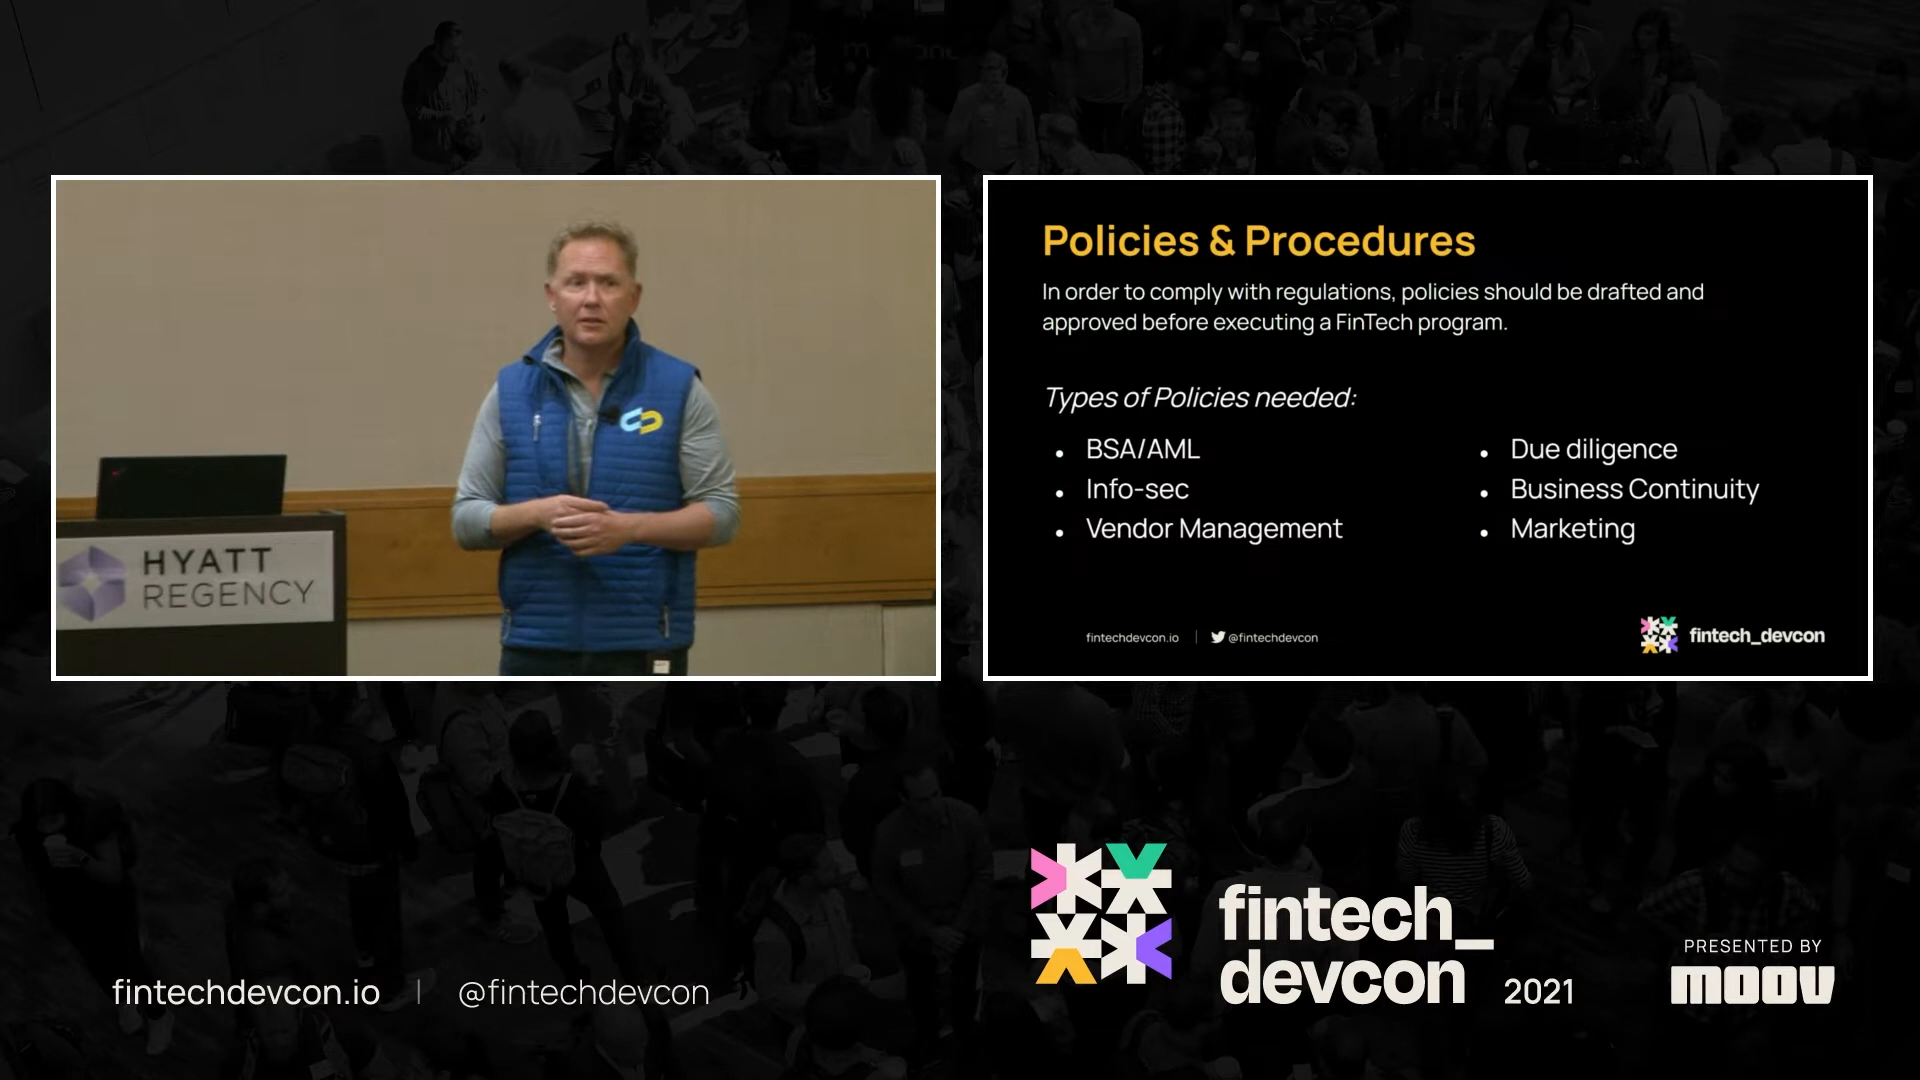 HYATT
REGENCY
Policies & Procedures
In order to comply with regulations, policies should be drafted and
approved before executing a FinTech program.
Types of Policies needed:
• BSA/AML
• Info-sec
• Vendor Management
• Due diligence
• Business Continuity
• Marketing
fintechdevcon.io | @fintechdevcon
fintech_devcon
fintechdevcon.io | @fintechdevcon
fintech_
devcon 2021
PRESENTED BY
moov